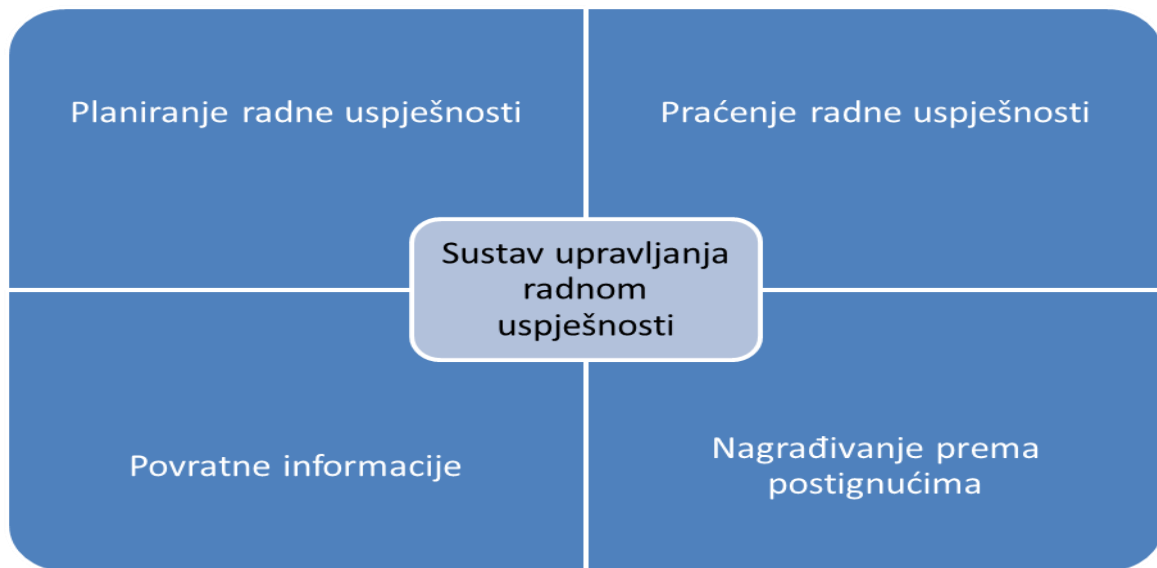 Planiranje radne uspješnosti
Praćenje radne uspješnosti
Sustav upravljanja
radnom
uspješnosti
Povratne informacije
Nagrađivanje prema
postignućima